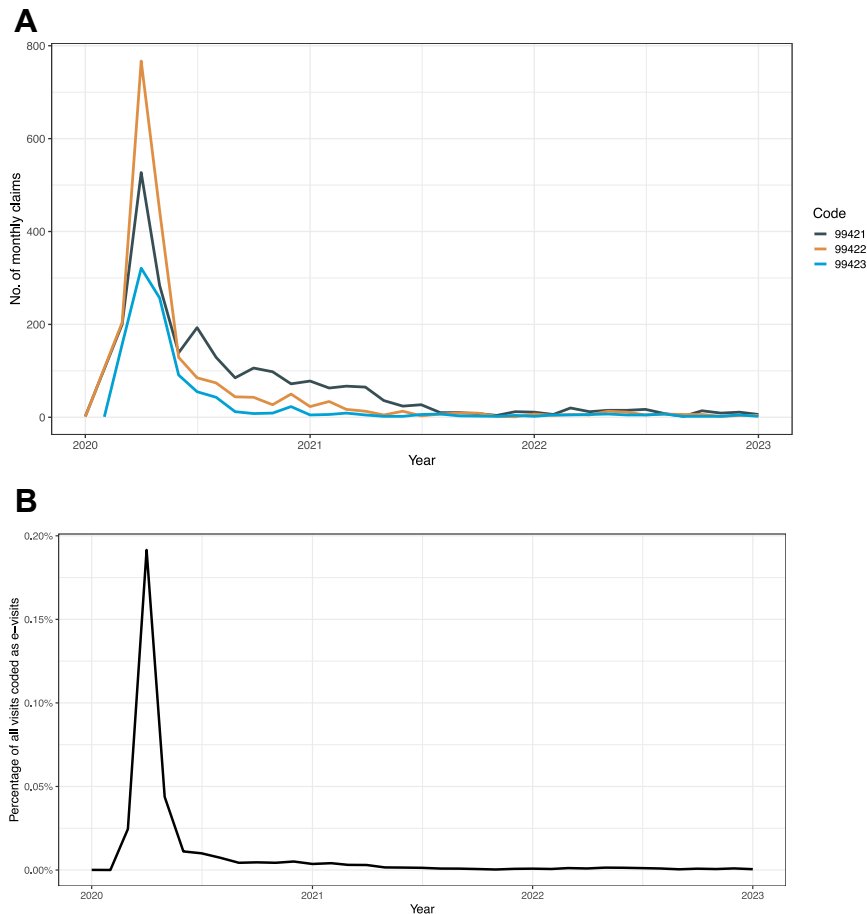 A
800
600
400
200
0
No. of monthly claims
2020 2021 2022 2023
Year
Code
99421
99422
99423
B
0.20%
0.15%
0.10%
0.05%
0.00%
Percentage of all visits coded as e−visits
2020 2021 2022 2023
Year